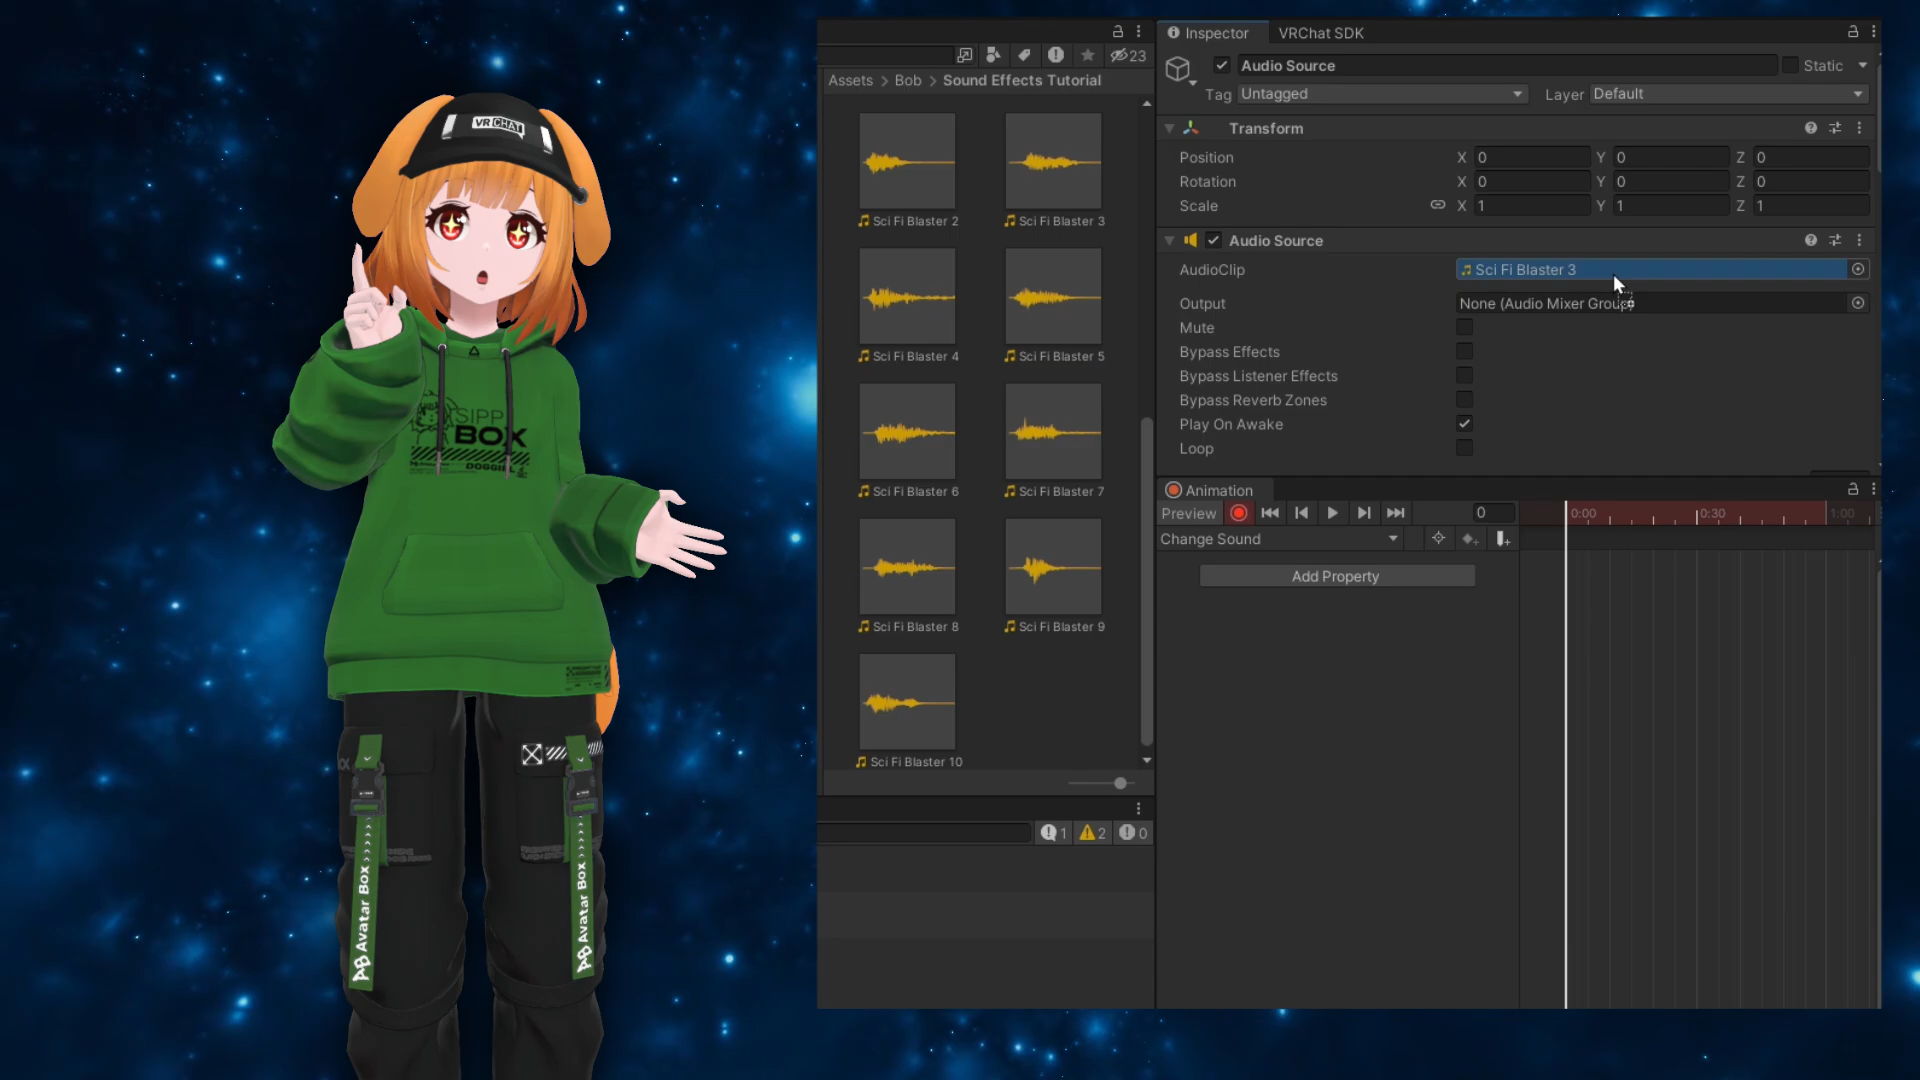 VRCHAT
SIPP
BOX
DOGGIE
Avatar Box
Avatar Box
23
Assets > Bob > Sound Effects Tutorial
Sci Fi Blaster 2
Sci Fi Blaster 3
Sci Fi Blaster 4
Sci Fi Blaster 5
Sci Fi Blaster 6
Sci Fi Blaster 7
Sci Fi Blaster 8
Sci Fi Blaster 9
Sci Fi Blaster 10
1 2 0
Inspector VRChat SDK
Audio Source Static
Tag Untagged Layer Default
Transform
Position X 0 Y 0 Z 0
Rotation X 0 Y 0 Z 0
Scale X 1 Y 1 Z 1
Audio Source
AudioClip Sci Fi Blaster 3
Output None (Audio Mixer Group)
Mute
Bypass Effects
Bypass Listener Effects
Bypass Reverb Zones
Play On Awake
Loop
Animation
Preview 0 0:00 0:30 1:00
Change Sound
Add Property